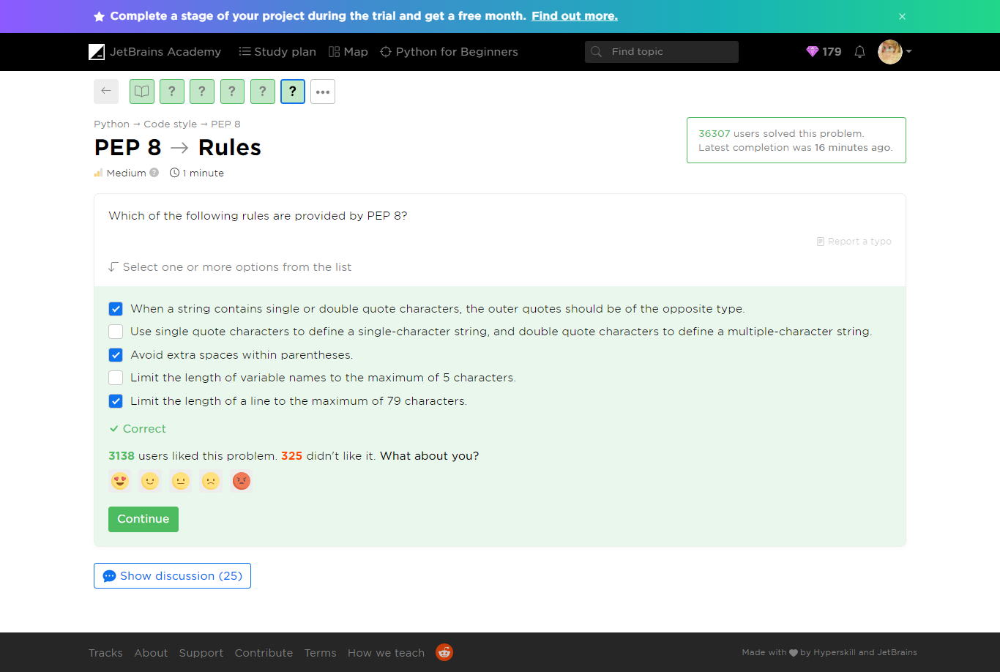 Complete a stage of your project during the trial and get a free month. Find out more. ×
JetBrains Academy Study plan Map Python for Beginners Find topic 179
? ? ? ? ? •••
Python → Code style → PEP 8
PEP 8 → Rules
Medium ? 1 minute
36307 users solved this problem.
Latest completion was 16 minutes ago.
Which of the following rules are provided by PEP 8?
Report a typo
Select one or more options from the list
When a string contains single or double quote characters, the outer quotes should be of the opposite type.
Use single quote characters to define a single-character string, and double quote characters to define a multiple-character string.
Avoid extra spaces within parentheses.
Limit the length of variable names to the maximum of 5 characters.
Limit the length of a line to the maximum of 79 characters.
Correct
3138 users liked this problem. 325 didn't like it. What about you?
Continue
Show discussion (25)
Tracks About Support Contribute Terms How we teach
Made with ♥ by Hyperskill and JetBrains